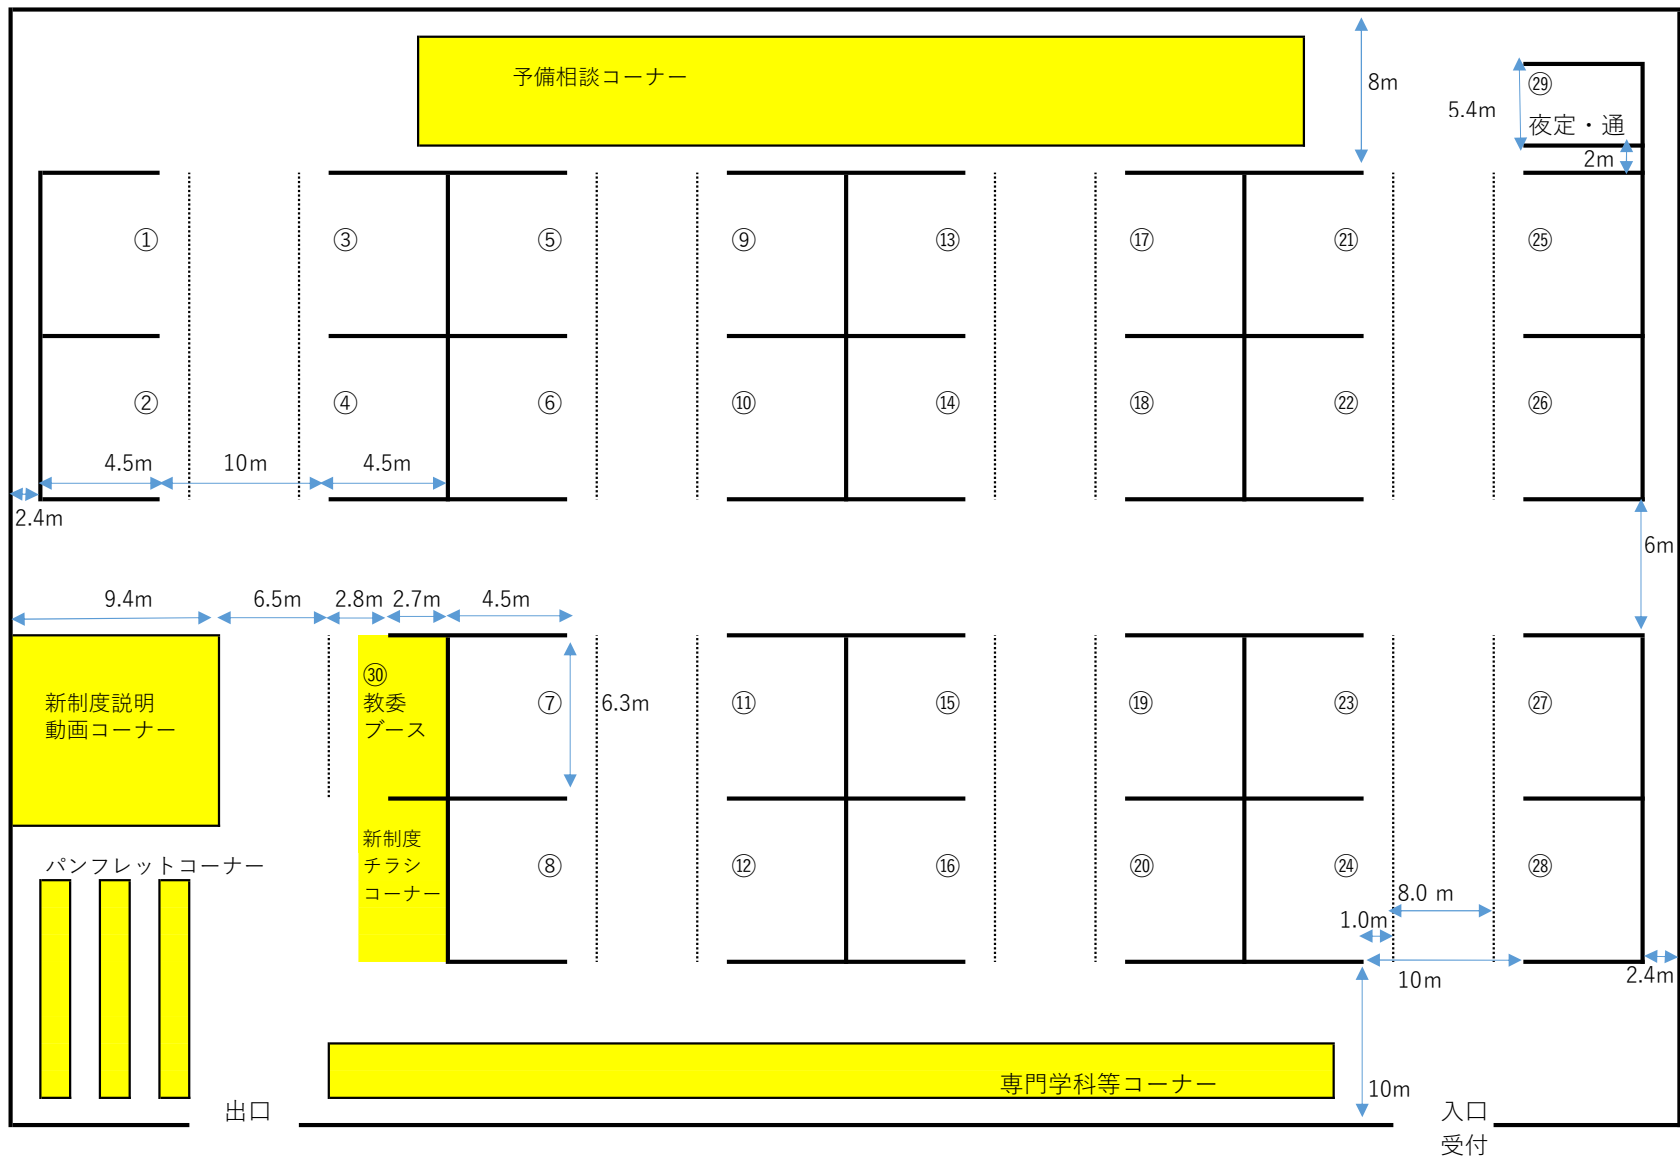 予備相談コーナー
8m
㉙
5.4m
夜定・通
2m
①
③
⑤
⑨
⑬
⑰
㉑
㉕
②
④
⑥
⑩
⑭
⑱
㉒
㉖
4.5m
10m
4.5m
2.4m
6m
9.4m
6.5m
2.8m
2.7m
4.5m
㉚
教委
ブース
新制度説明
動画コーナー
⑦
6.3m
⑪
⑮
⑲
㉓
㉗
パンフレットコーナー
新制度
チラシ
コーナー
⑧
⑫
⑯
⑳
㉔
㉘
8.0 m
1.0m
10m
2.4m
専門学科等コーナー
10m
出口
入口
受付